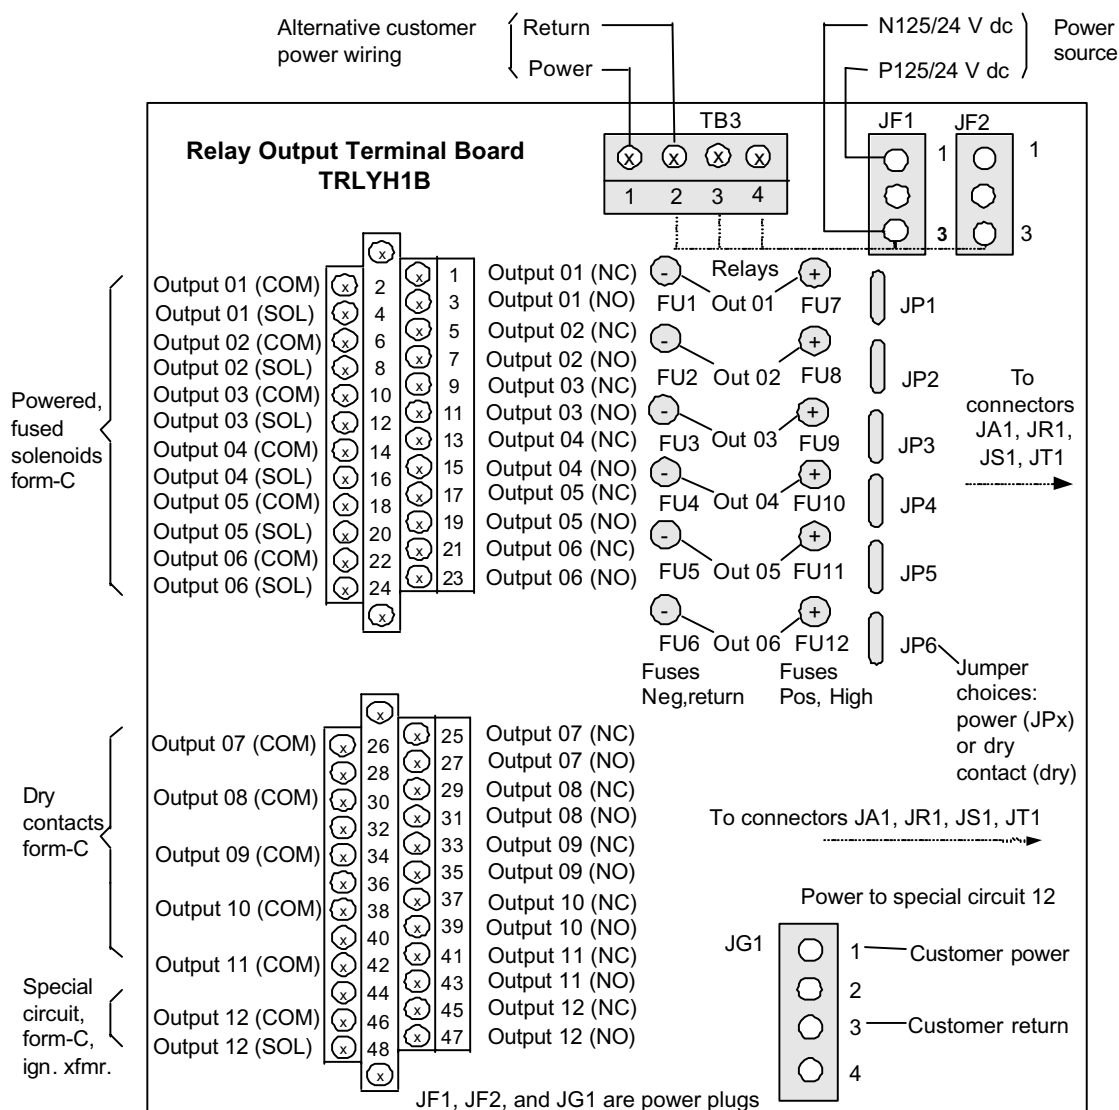 Alternative customer
power wiring
Return
Power
N125/24 V dc
P125/24 V dc
Power
source
Relay Output Terminal Board
TRLYH1B
TB3
x x x x
1 2 3 4
JF1
JF2
1
3
1
3
Powered,
fused
solenoids
form-C
Output 01 (COM)
Output 01 (SOL)
Output 02 (COM)
Output 02 (SOL)
Output 03 (COM)
Output 03 (SOL)
Output 04 (COM)
Output 04 (SOL)
Output 05 (COM)
Output 05 (SOL)
Output 06 (COM)
Output 06 (SOL)
x
x 2
x 4
x 6
x 8
x 10
x 12
x 14
x 16
x 18
x 20
x 22
x 24
x
x 1
x 3
x 5
x 7
x 9
x 11
x 13
x 15
x 17
x 19
x 21
x 23
Output 01 (NC)
Output 01 (NO)
Output 02 (NC)
Output 02 (NO)
Output 03 (NC)
Output 03 (NO)
Output 04 (NC)
Output 04 (NO)
Output 05 (NC)
Output 05 (NO)
Output 06 (NC)
Output 06 (NO)
- Relays +
FU1 Out 01 FU7
- +
FU2 Out 02 FU8
- +
FU3 Out 03 FU9
- +
FU4 Out 04 FU10
- +
FU5 Out 05 FU11
- +
FU6 Out 06 FU12
Fuses
Neg,return
Fuses
Pos, High
JP1
JP2
JP3
JP4
JP5
JP6
To
connectors
JA1, JR1,
JS1, JT1
Jumper
choices:
power (JPx)
or dry
contact (dry)
Dry
contacts
form-C
Special
circuit,
form-C,
ign. xfmr.
Output 07 (COM)
Output 08 (COM)
Output 09 (COM)
Output 10 (COM)
Output 11 (COM)
Output 12 (COM)
Output 12 (SOL)
x
x 26
x 28
x 30
x 32
x 34
x 36
x 38
x 40
x 42
x 44
x 46
x 48
x
x 25
x 27
x 29
x 31
x 33
x 35
x 37
x 39
x 41
x 43
x 45
x 47
Output 07 (NC)
Output 07 (NO)
Output 08 (NC)
Output 08 (NO)
Output 09 (NC)
Output 09 (NO)
Output 10 (NC)
Output 10 (NO)
Output 11 (NC)
Output 11 (NO)
Output 12 (NC)
Output 12 (NO)
To connectors JA1, JR1, JS1, JT1
Power to special circuit 12
JG1
1 Customer power
2
3 Customer return
4
JF1, JF2, and JG1 are power plugs